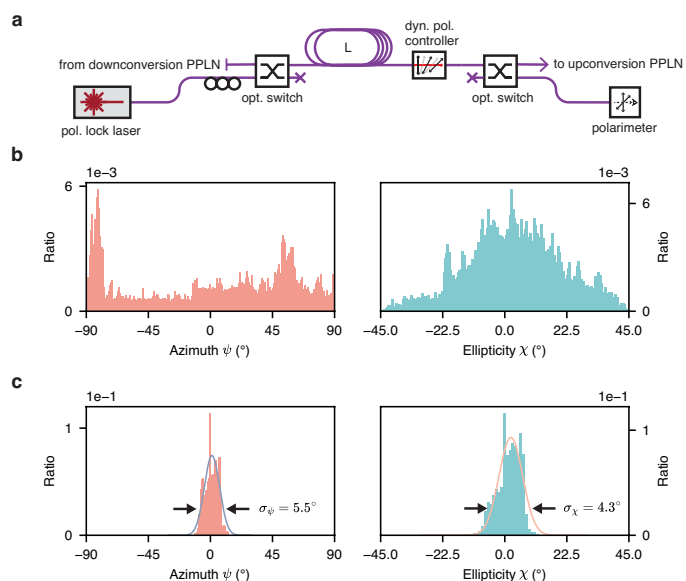 a
dyn. pol.
controller
L
from downconversion PPLN
to upconversion PPLN
opt. switch
opt. switch
pol. lock laser
polarimeter
b
1e−3
6
Ratio
0
−90
−45
0
45
90
Azimuth ψ (°)
1e−3
6
Ratio
0
−45.0
−22.5
0.0
22.5
45.0
Ellipticity χ (°)
c
1e−1
1
Ratio
0
σψ = 5.5°
−90
−45
0
45
90
Azimuth ψ (°)
1e−1
1
Ratio
0
σχ = 4.3°
−45.0
−22.5
0.0
22.5
45.0
Ellipticity χ (°)